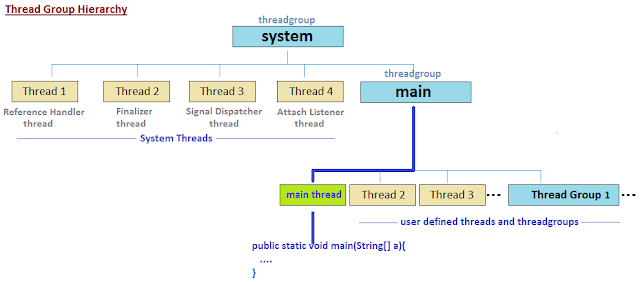 Thread Group Hierarchy
threadgroup
system
threadgroup
Thread 1 Thread 2 Thread 3 Thread 4 main
Reference Handler thread
Finalizer thread
Signal Dispatcher thread
Attach Listener thread
System Threads
main thread Thread 2 Thread 3 ... Thread Group 1 ...
user defined threads and threadgroups
public static void main(String[] a){
....
}